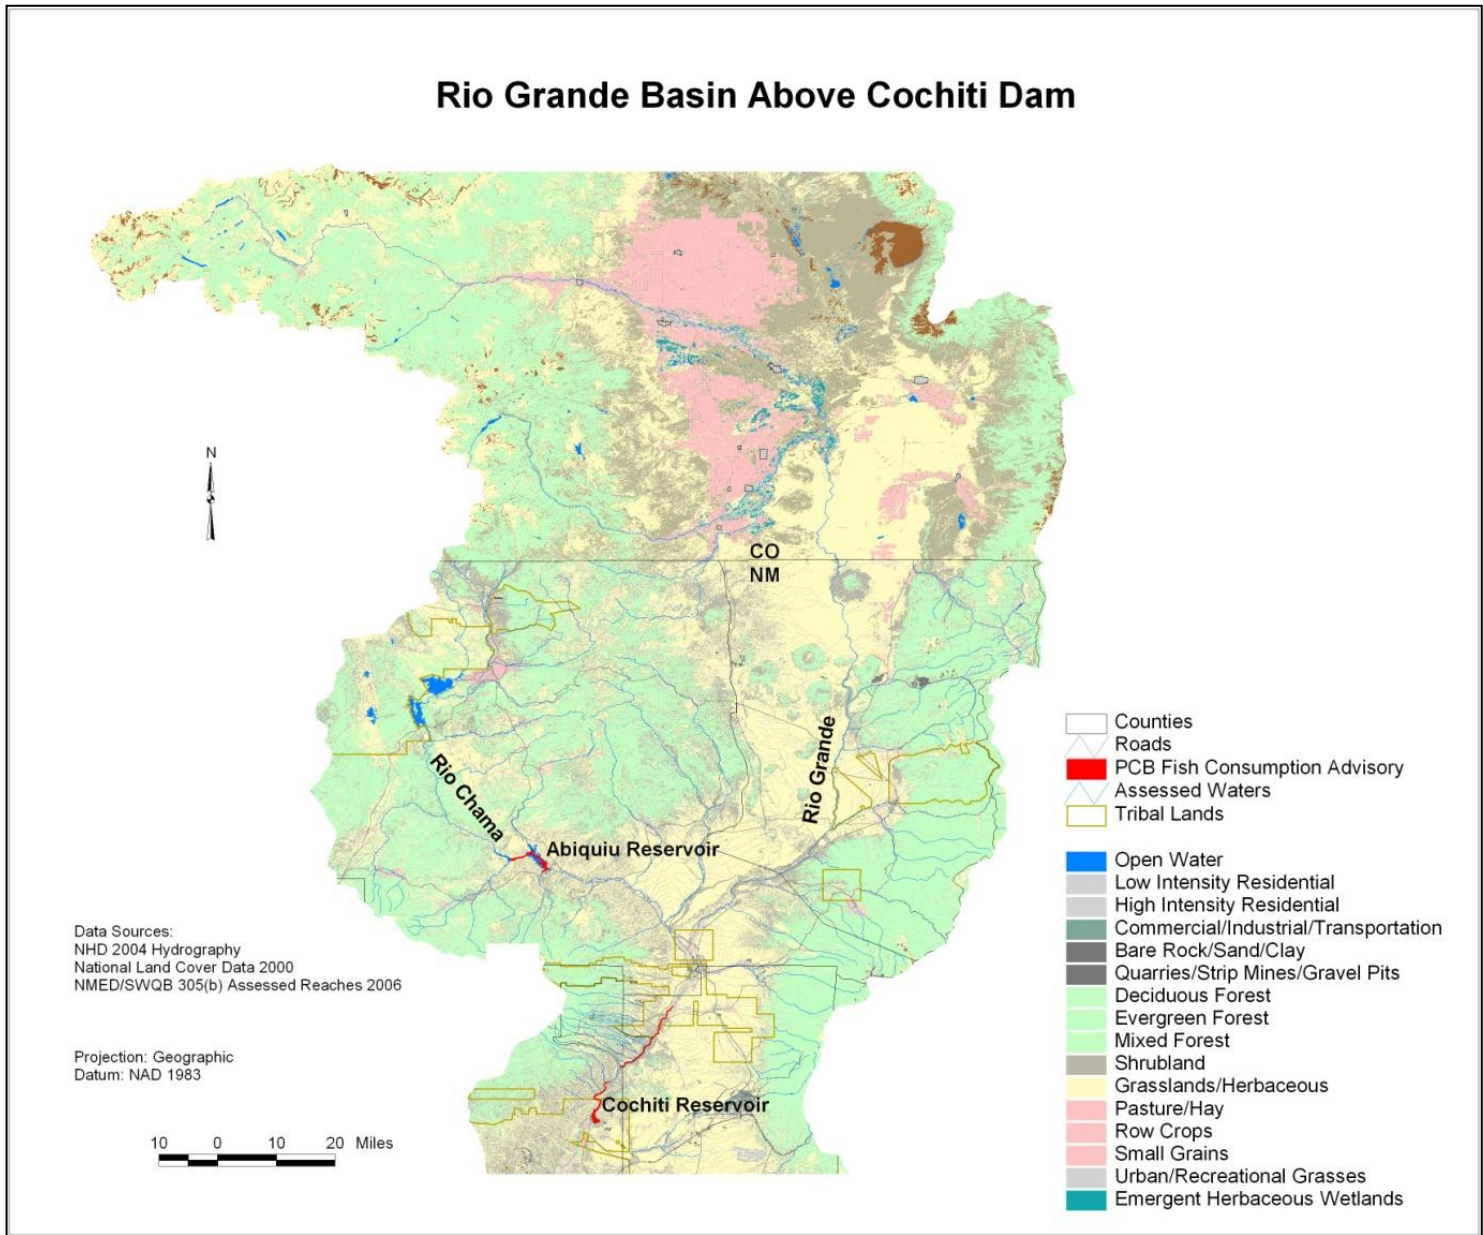 Rio Grande Basin Above Cochiti Dam
N
CO
NM
Rio Chama
Rio Grande
Abiquiu Reservoir
Cochiti Reservoir
Data Sources:
NHD 2004 Hydrography
National Land Cover Data 2000
NMED/SWQB 305(b) Assessed Reaches 2006
Projection: Geographic
Datum: NAD 1983
10 0 10 20 Miles
Counties
Roads
PCB Fish Consumption Advisory
Assessed Waters
Tribal Lands
Open Water
Low Intensity Residential
High Intensity Residential
Commercial/Industrial/Transportation
Bare Rock/Sand/Clay
Quarries/Strip Mines/Gravel Pits
Deciduous Forest
Evergreen Forest
Mixed Forest
Shrubland
Grasslands/Herbaceous
Pasture/Hay
Row Crops
Small Grains
Urban/Recreational Grasses
Emergent Herbaceous Wetlands